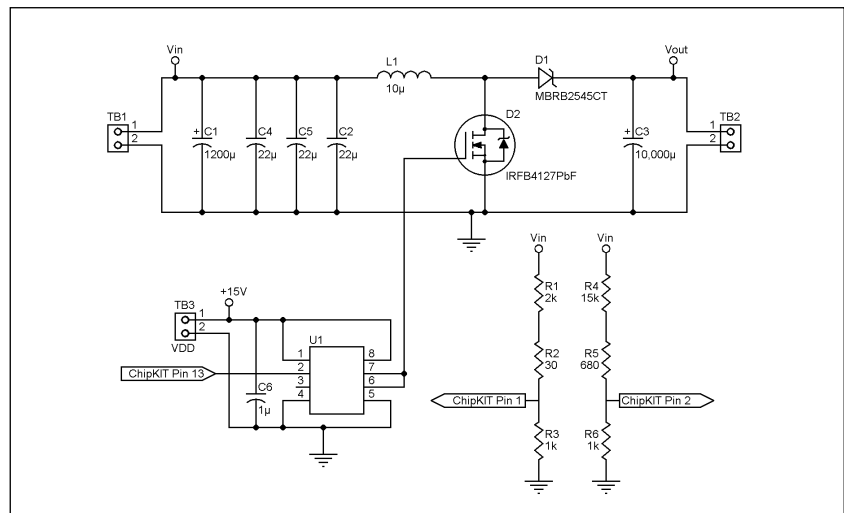 Vin
Vout
L1
10µ
D1
MBRB2545CT
TB1
1
2
+
C1
1200µ
C4
22µ
C5
22µ
C2
22µ
D2
IRFB4127PbF
+
C3
10,000µ
TB2
1
2
Vin
Vin
+15V
TB3
1
2
VDD
U1
1
2
3
4
8
7
6
5
ChipKIT Pin 13
C6
1µ
R1
2k
R4
15k
R2
30
R5
680
ChipKIT Pin 1
ChipKIT Pin 2
R3
1k
R6
1k